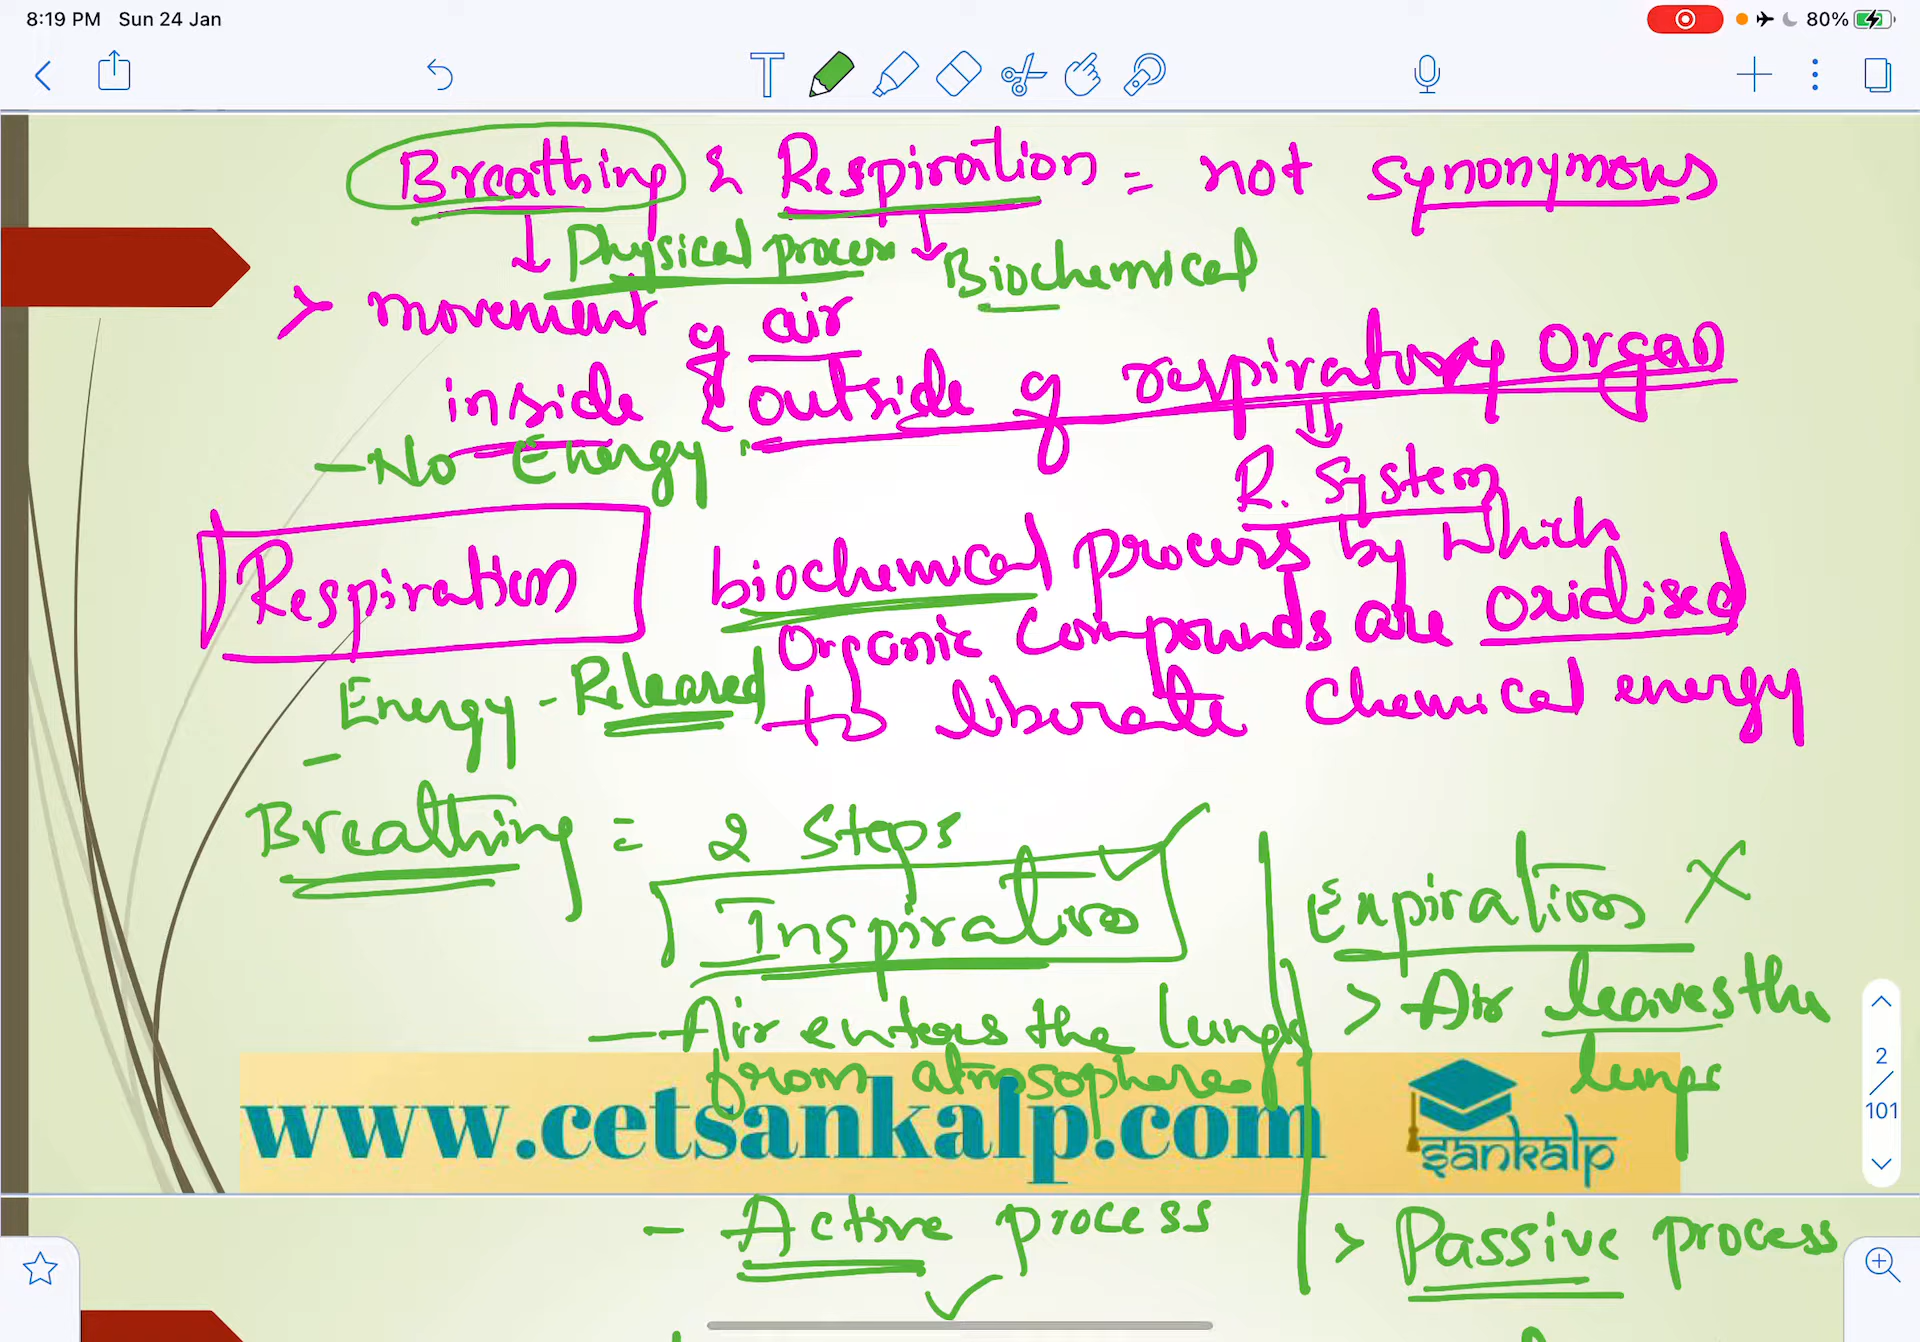 8:19 PM Sun 24 Jan
80%
Breathing & Respiration = not synonymous
Physical process
Biochemical
> movement of air
inside & outside of respiratory organ
- No Energy
R. System
Respiration
biochemical process by which
organic compounds are oxidised
to liberate chemical energy
Energy - Released
Breathing = 2 steps
Inspiration
Expiration
- Air enters the lungs
from atmosphere
> Air leaves the
lungs
www.cetsankalp.com
sankalp
2
101
- Active process
> Passive process